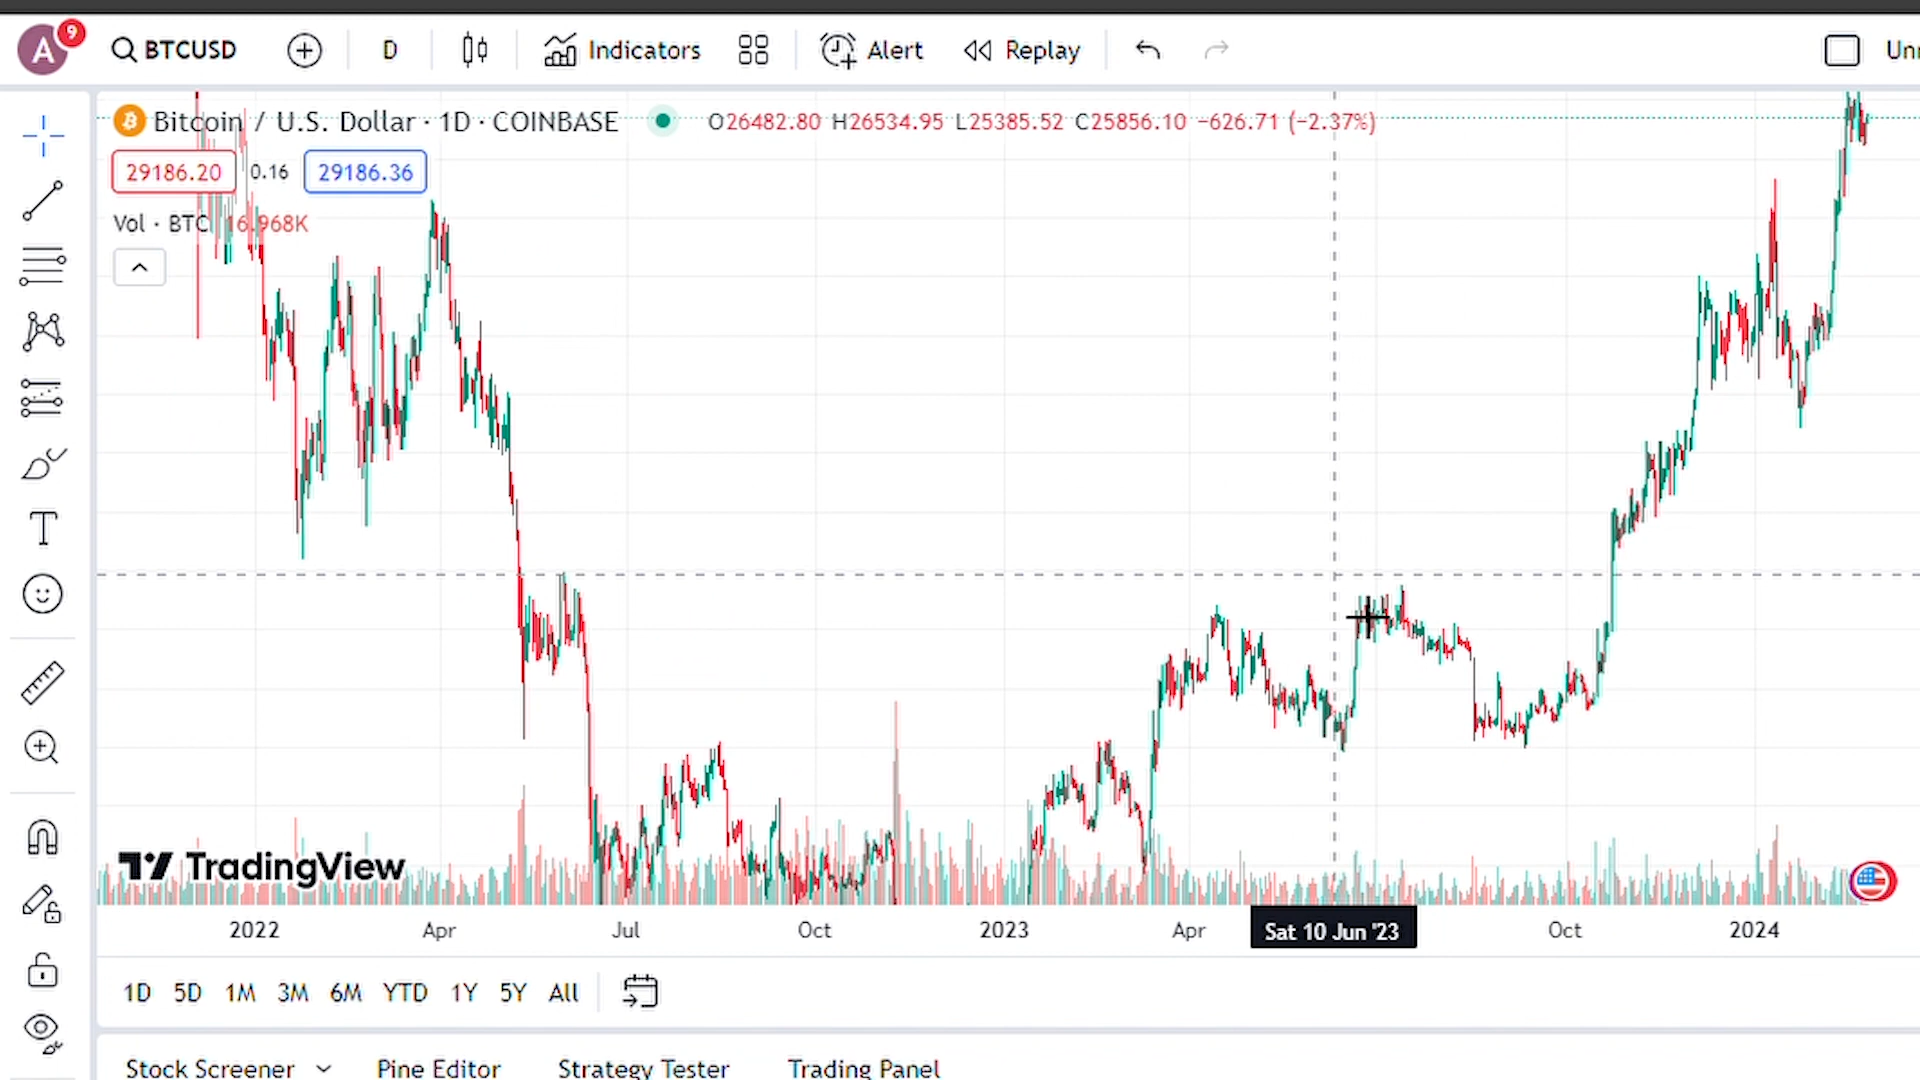 A 9 BTCUSD D Indicators Alert Replay
Bitcoin / U.S. Dollar · 1D · COINBASE O26482.80 H26534.95 L25385.52 C25856.10 −626.71 (−2.37%)
29186.20 0.16 29186.36
Vol · BTC 16.968K
TradingView
2022 Apr Jul Oct 2023 Apr Sat 10 Jun '23 Oct 2024
1D 5D 1M 3M 6M YTD 1Y 5Y All
Stock Screener Pine Editor Strategy Tester Trading Panel